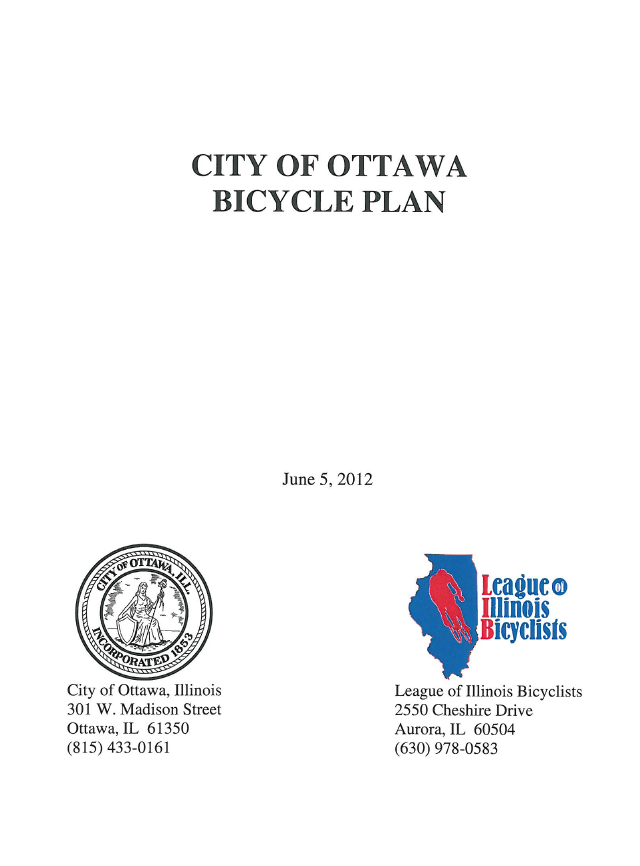 CITY OF OTTAWA
BICYCLE PLAN
June 5, 2012
CITY OF OTTAWA, ILL.
INCORPORATED 1853
League of
Illinois
Bicyclists
City of Ottawa, Illinois
301 W. Madison Street
Ottawa, IL 61350
(815) 433-0161
League of Illinois Bicyclists
2550 Cheshire Drive
Aurora, IL 60504
(630) 978-0583